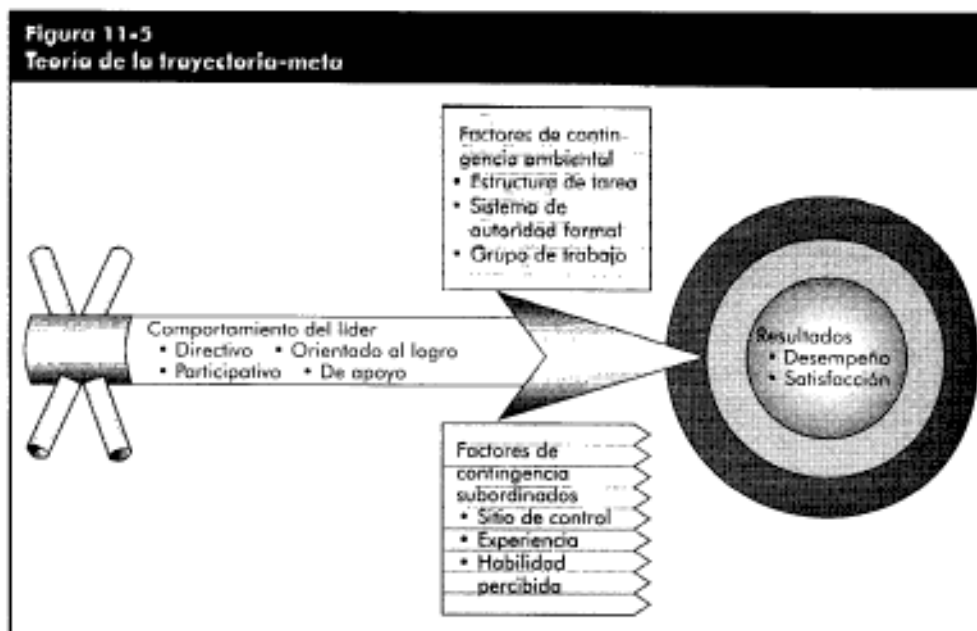 Figura 11-5
Teoría de la trayectoria-meta
Factores de contin-
gencia ambiental
• Estructura de tarea
• Sistema de
autoridad formal
• Grupo de trabajo
Comportamiento del líder
• Directivo • Orientado al logro
• Participativo • De apoyo
Resultados
• Desempeño
• Satisfacción
Factores de
contingencia
subordinados
• Sitio de control
• Experiencia
• Habilidad
percibida